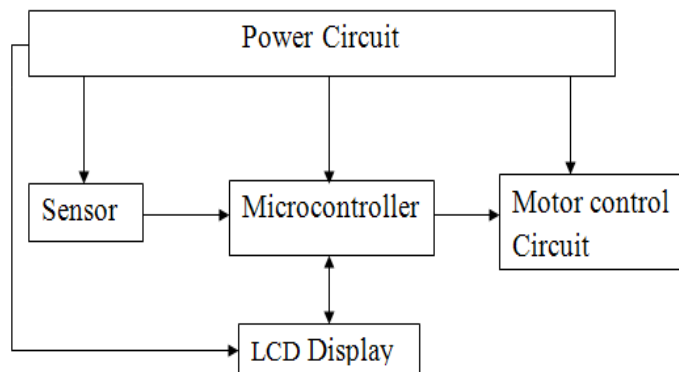 Power Circuit
Sensor
Microcontroller
Motor control
Circuit
LCD Display